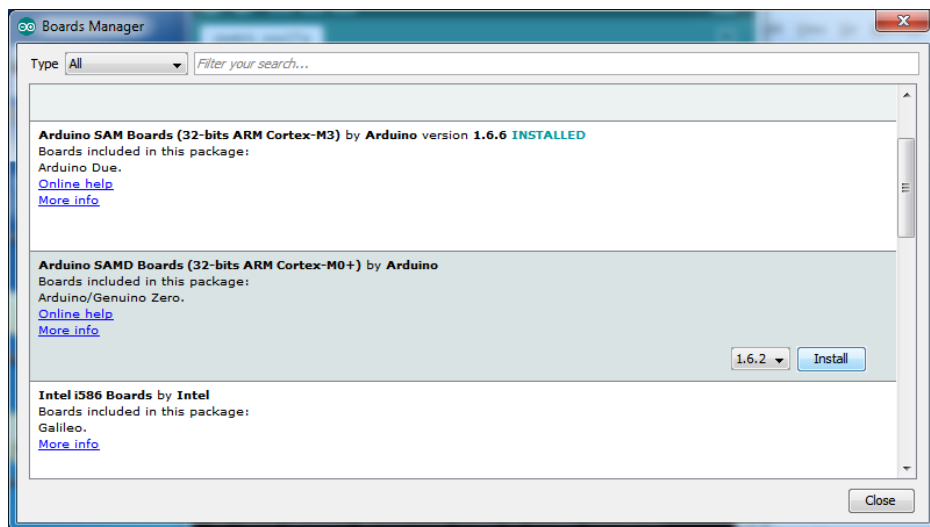 Boards Manager
Type All Filter your search...
Arduino SAM Boards (32-bits ARM Cortex-M3) by Arduino version 1.6.6 INSTALLED
Boards included in this package:
Arduino Due.
Online help
More info
Arduino SAMD Boards (32-bits ARM Cortex-M0+) by Arduino
Boards included in this package:
Arduino/Genuino Zero.
Online help
More info
1.6.2 Install
Intel i586 Boards by Intel
Boards included in this package:
Galileo.
More info
Close